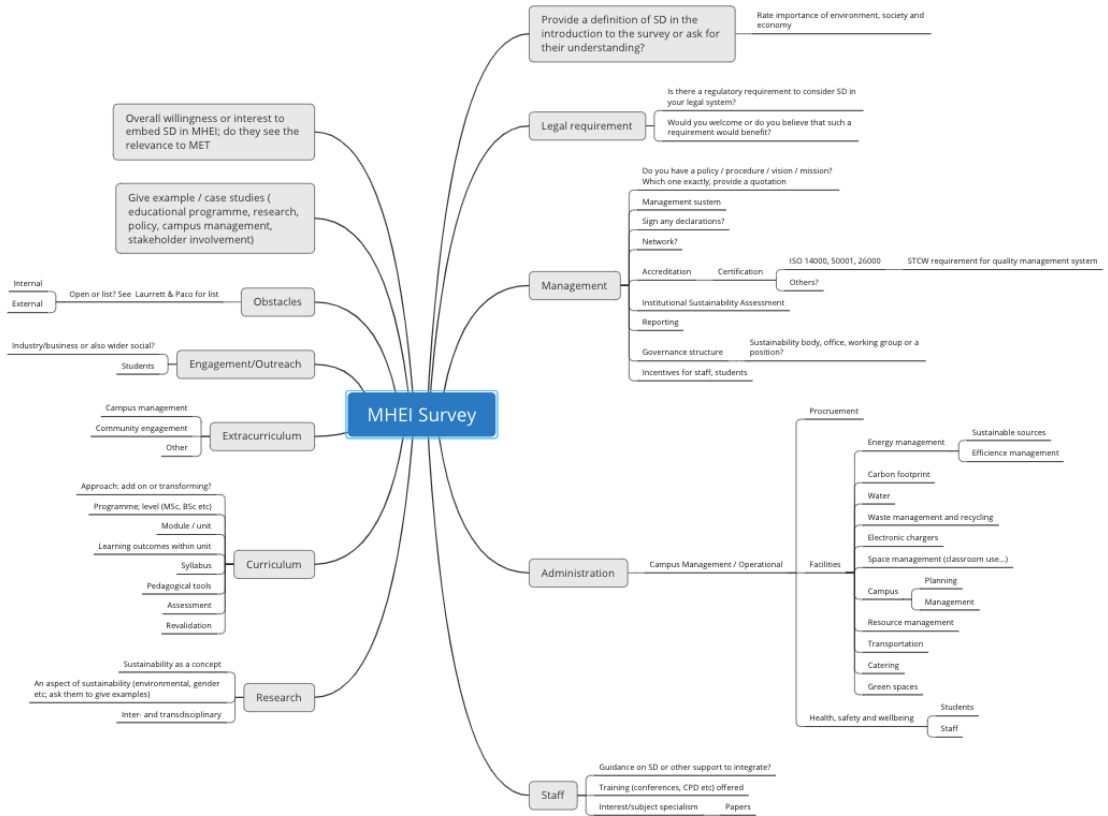 MHEI Survey
Provide a definition of SD in the
introduction to the survey or ask for
their understanding?
Rate importance of environment, society and
economy
Legal requirement
Is there a regulatory requirement to consider SD in
your legal system?
Would you welcome or do you believe that such a
requirement would benefit?
Management
Do you have a policy / procedure / vision / mission?
Which one exactly, provide a quotation
Management sustem
Sign any declarations?
Network?
Accreditation
Certification
ISO 14000, 50001, 26000
STCW requirement for quality management system
Others?
Institutional Sustainability Assessment
Reporting
Governance structure
Sustainability body, office, working group or a
position?
Incentives for staff, students
Administration
Campus Management / Operational
Procruement
Facilities
Energy management
Sustainable sources
Efficience management
Carbon footprint
Water
Waste management and recycling
Electronic chargers
Space management (classroom use...)
Campus
Planning
Management
Resource management
Transportation
Catering
Green spaces
Health, safety and wellbeing
Students
Staff
Staff
Guidance on SD or other support to integrate?
Training (conferences, CPD etc) offered
Interest/subject specialism
Papers
Overall willingness or interest to
embed SD in MHEI; do they see the
relevance to MET
Give example / case studies (
educational programme, research,
policy, campus management,
stakeholder involvement)
Obstacles
Open or list? See Laurrett & Paco for list
Internal
External
Engagement/Outreach
Industry/business or also wider social?
Students
Extracurriculum
Campus management
Community engagement
Other
Curriculum
Approach: add on or transforming?
Programme; level (MSc, BSc etc)
Module / unit
Learning outcomes within unit
Syllabus
Pedagogical tools
Assessment
Revalidation
Research
Sustainability as a concept
An aspect of sustainability (environmental, gender
etc; ask them to give examples)
Inter- and transdisciplinary